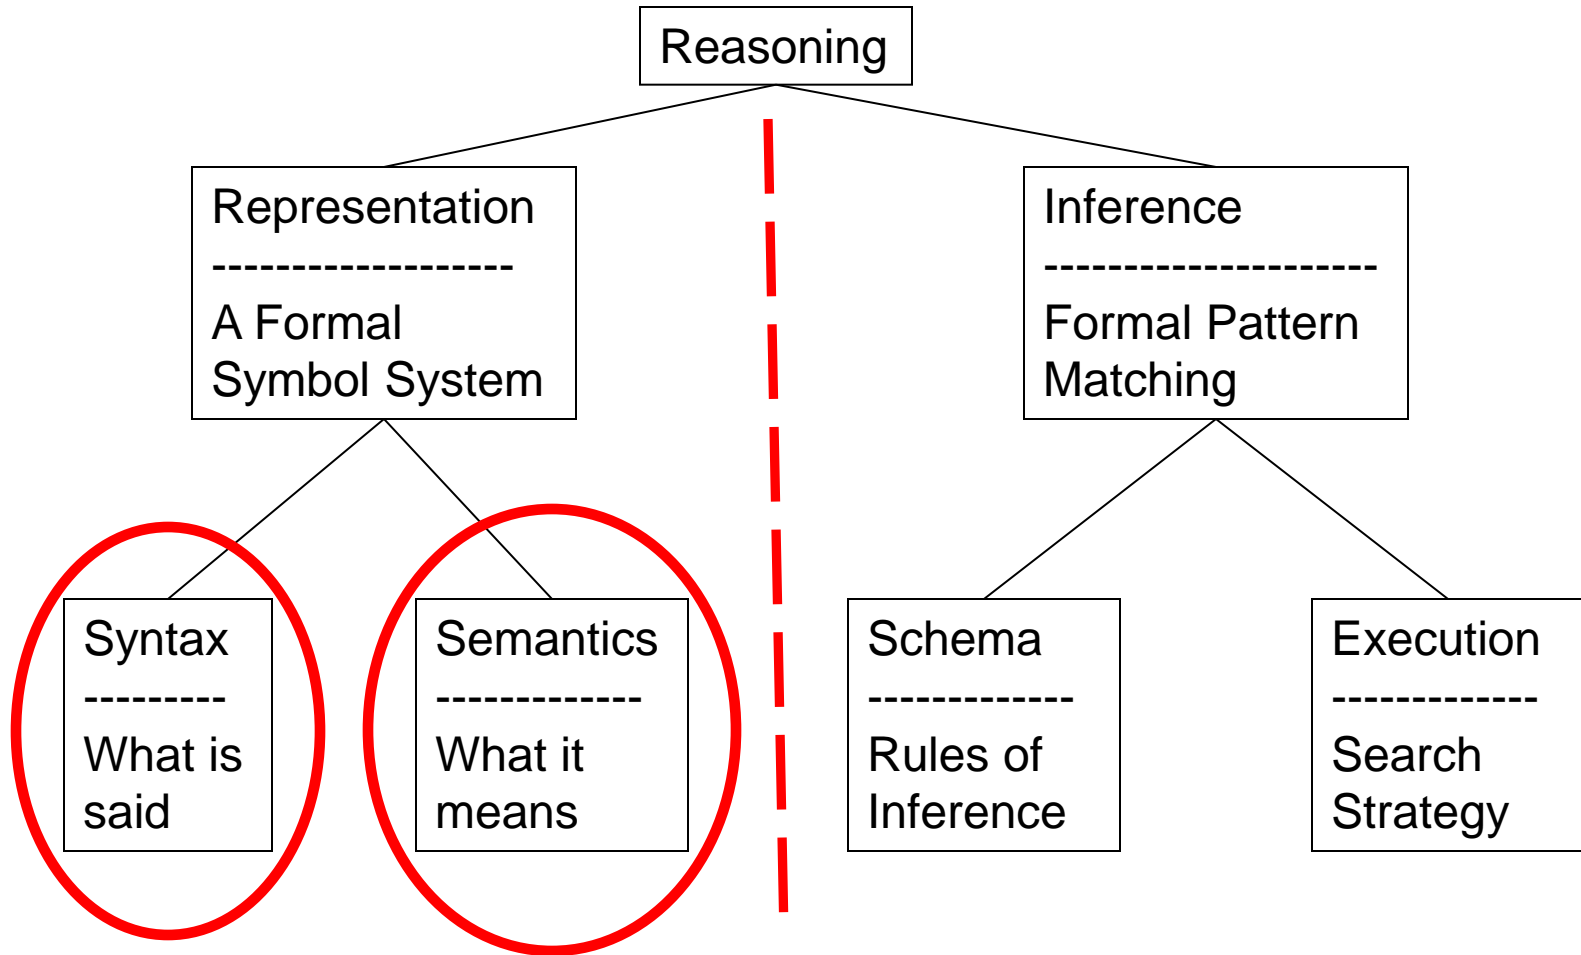 Reasoning
Representation
-------------------
A Formal
Symbol System
Inference
---------------------
Formal Pattern
Matching
Syntax
---------
What is
said
Semantics
-------------
What it
means
Schema
-------------
Rules of
Inference
Execution
-------------
Search
Strategy